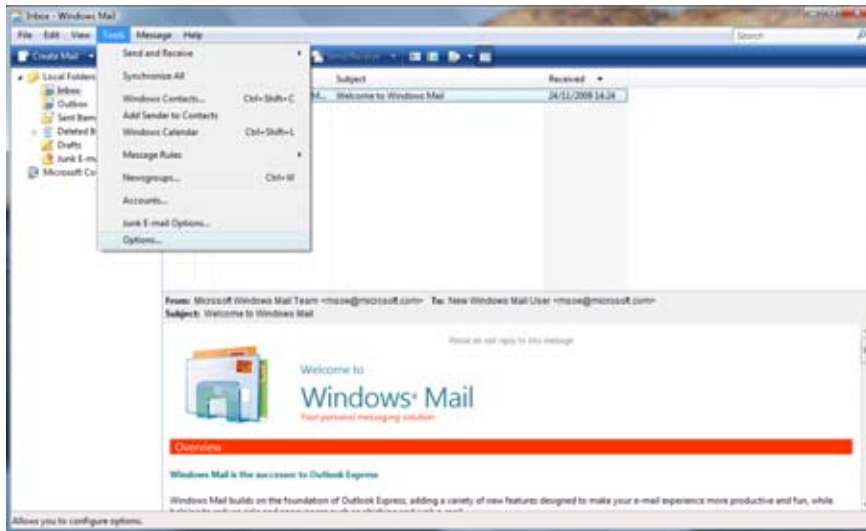 Inbox - Windows Mail
File Edit View Tools Message Help
Search
Create Mail Send/Receive
Local Folders
Inbox
Outbox
Sent Item
Deleted I
Drafts
Junk E-m
Microsoft Co
Send and Receive
Synchronize All
Windows Contacts... Ctrl+Shift+C
Add Sender to Contacts
Windows Calendar Ctrl+Shift+L
Message Rules
Newsgroups... Ctrl+W
Accounts...
Junk E-mail Options...
Options...
Subject Received
M... Welcome to Windows Mail 24/11/2009 14:24
From: Microsoft Windows Mail Team <msoe@microsoft.com> To: New Windows Mail User <msoe@microsoft.com>
Subject: Welcome to Windows Mail
Please do not reply to this message
Welcome to
Windows Mail
Your personal messaging solution
Overview
Windows Mail is the successor to Outlook Express
Windows Mail builds on the foundation of Outlook Express, adding a variety of new features designed to make your e-mail experience more productive and fun, while
Allows you to configure options.